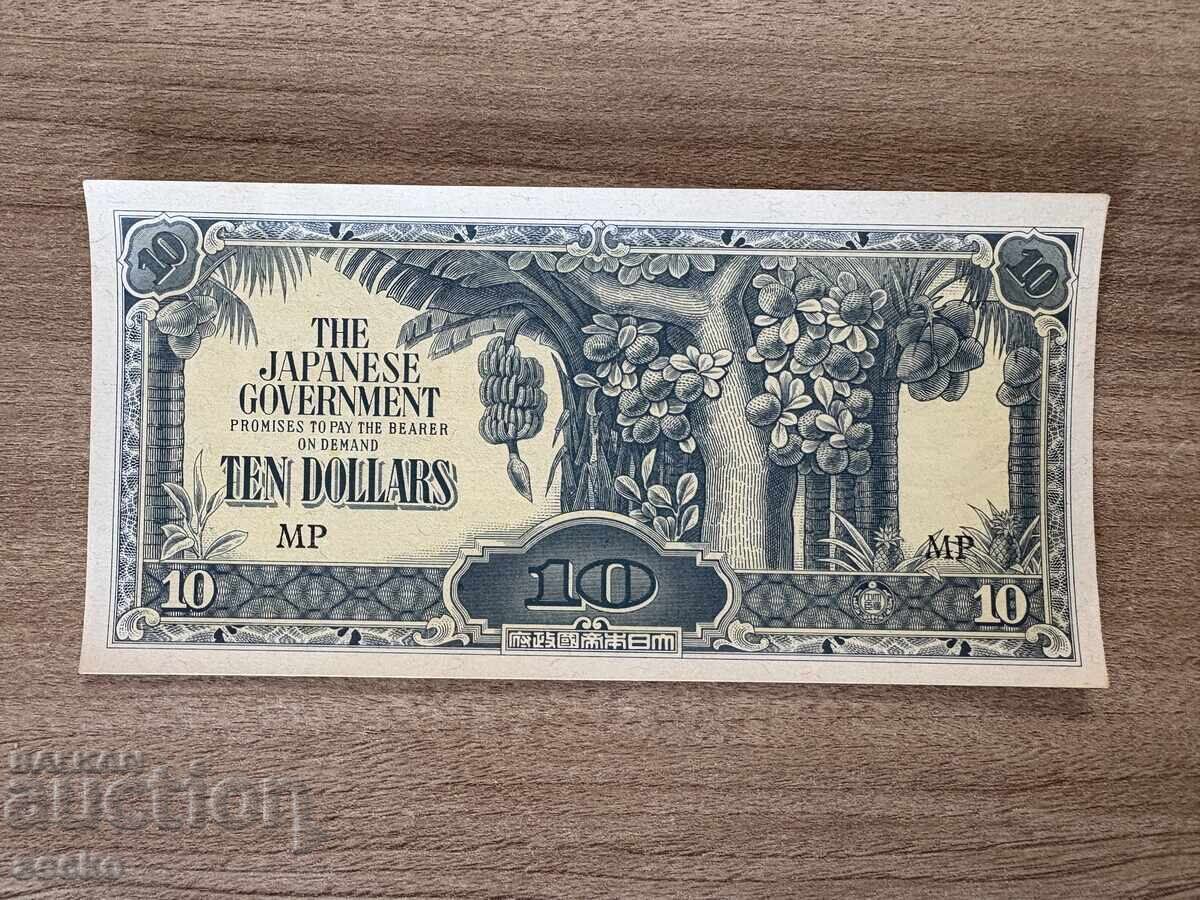 10
10
THE
JAPANESE
GOVERNMENT
PROMISES TO PAY THE BEARER
ON DEMAND
TEN DOLLARS
MP
MP
10
10
10
府政國帝本日大
BALKAN
auction